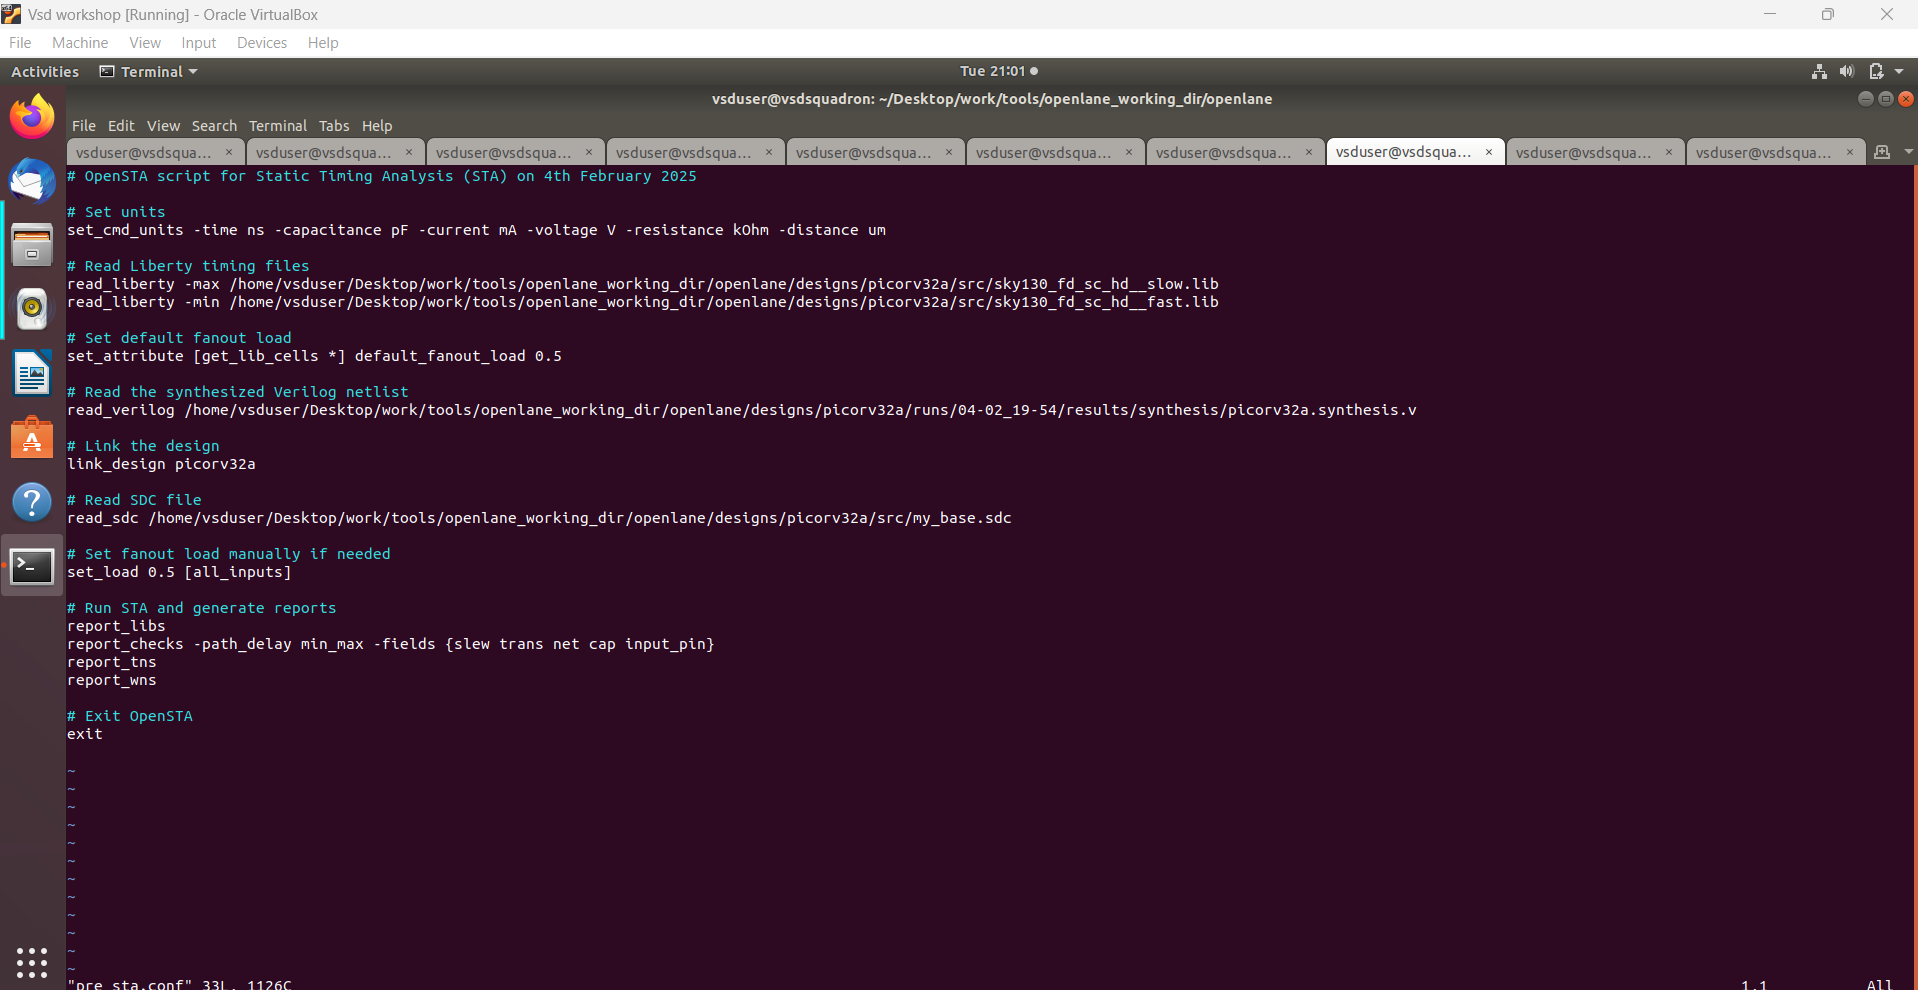 Vsd workshop [Running] - Oracle VirtualBox
File Machine View Input Devices Help
Activities Terminal Tue 21:01
vsduser@vsdsquadron: ~/Desktop/work/tools/openlane_working_dir/openlane
File Edit View Search Terminal Tabs Help
vsduser@vsdsqua... × vsduser@vsdsqua... × vsduser@vsdsqua... × vsduser@vsdsqua... × vsduser@vsdsqua... × vsduser@vsdsqua... × vsduser@vsdsqua... × vsduser@vsdsqua... × vsduser@vsdsqua... × vsduser@vsdsqua... ×
# OpenSTA script for Static Timing Analysis (STA) on 4th February 2025
# Set units
set_cmd_units -time ns -capacitance pF -current mA -voltage V -resistance kOhm -distance um
# Read Liberty timing files
read_liberty -max /home/vsduser/Desktop/work/tools/openlane_working_dir/openlane/designs/picorv32a/src/sky130_fd_sc_hd__slow.lib
read_liberty -min /home/vsduser/Desktop/work/tools/openlane_working_dir/openlane/designs/picorv32a/src/sky130_fd_sc_hd__fast.lib
# Set default fanout load
set_attribute [get_lib_cells *] default_fanout_load 0.5
# Read the synthesized Verilog netlist
read_verilog /home/vsduser/Desktop/work/tools/openlane_working_dir/openlane/designs/picorv32a/runs/04-02_19-54/results/synthesis/picorv32a.synthesis.v
# Link the design
link_design picorv32a
# Read SDC file
read_sdc /home/vsduser/Desktop/work/tools/openlane_working_dir/openlane/designs/picorv32a/src/my_base.sdc
# Set fanout load manually if needed
set_load 0.5 [all_inputs]
# Run STA and generate reports
report_libs
report_checks -path_delay min_max -fields {slew trans net cap input_pin}
report_tns
report_wns
# Exit OpenSTA
exit
~
~
~
~
~
~
~
~
~
~
~
~
"pre_sta.conf" 33L, 1126C 1,1 All